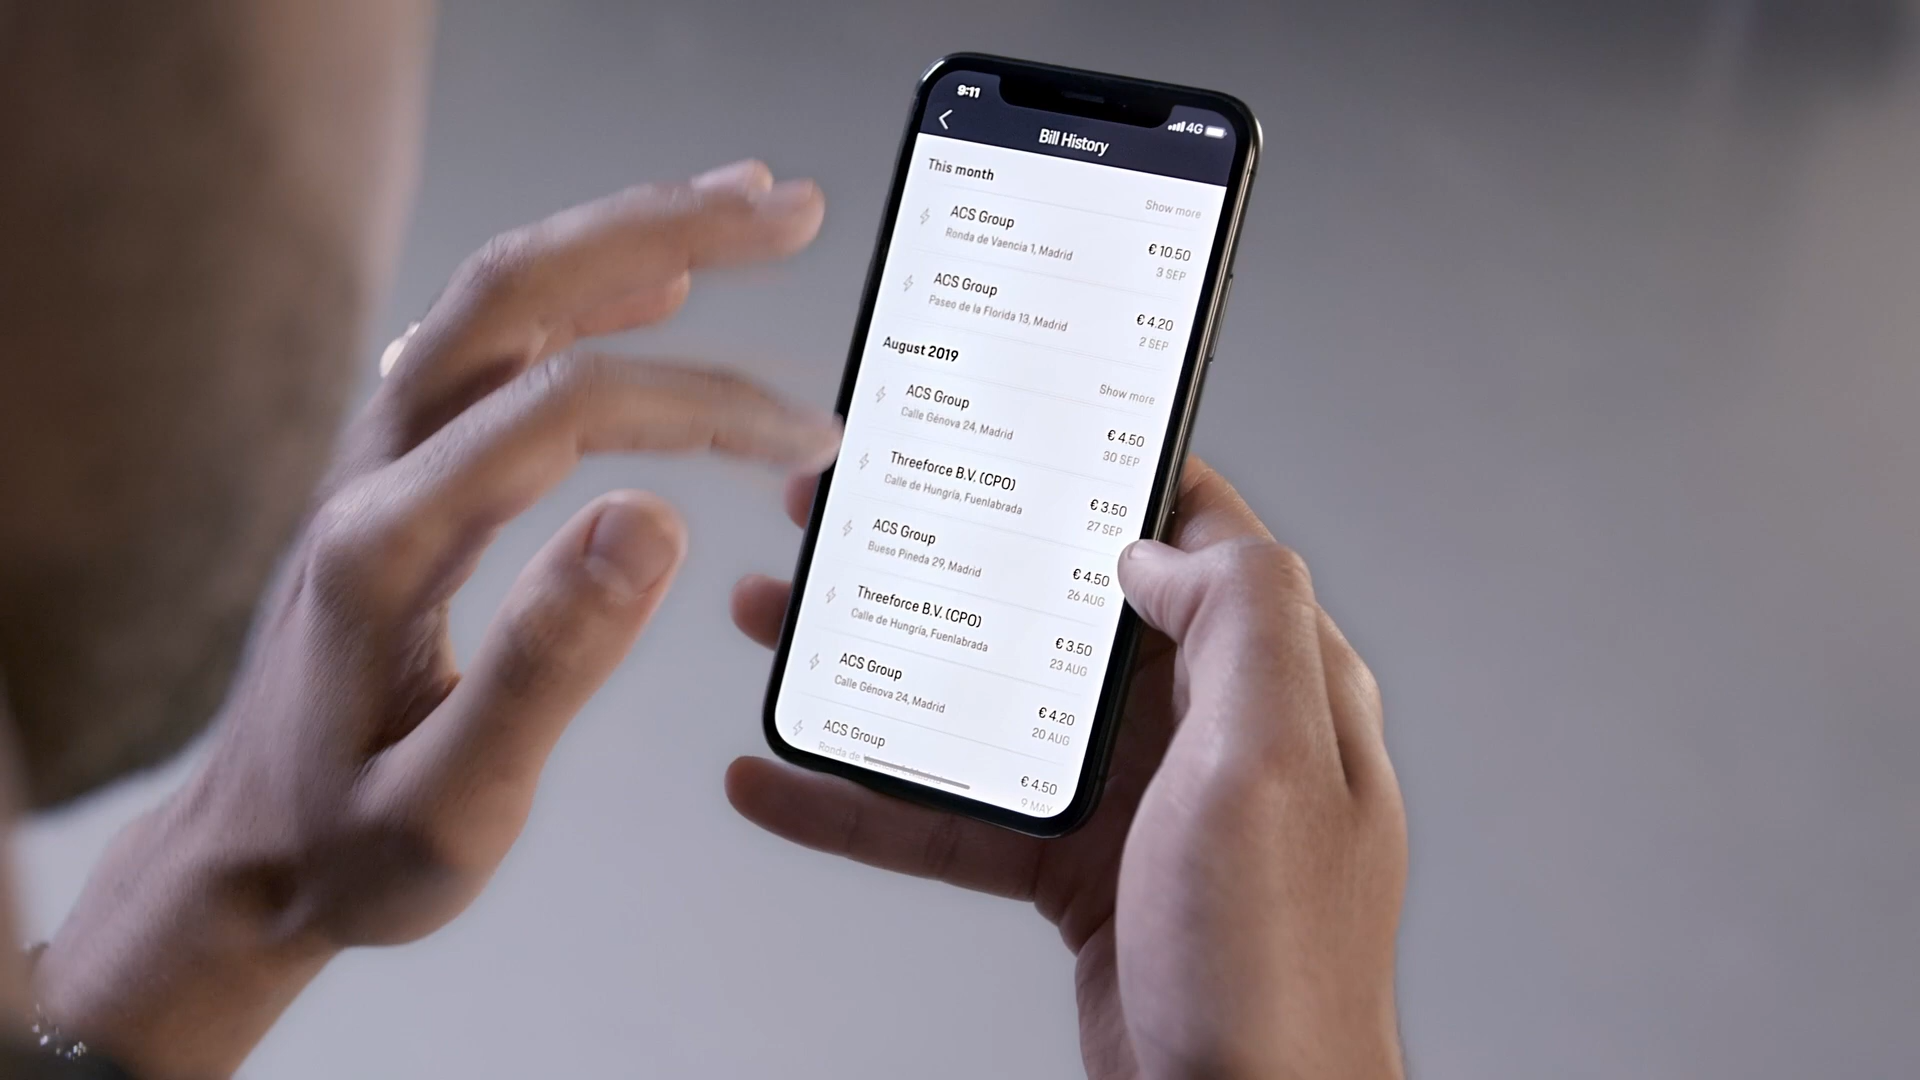 9:11
4G
Bill History
This month
Show more
ACS Group
€ 10.50
Ronda de Vaencia 1, Madrid
3 SEP
ACS Group
€ 4.20
Paseo de la Florida 13, Madrid
2 SEP
August 2019
Show more
ACS Group
€ 4.50
Calle Génova 24, Madrid
30 SEP
Threeforce B.V. (CPO)
€ 3.50
Calle de Hungría, Fuenlabrada
27 SEP
ACS Group
€ 4.50
Bueso Pineda 29, Madrid
26 AUG
Threeforce B.V. (CPO)
€ 3.50
Calle de Hungría, Fuenlabrada
23 AUG
ACS Group
€ 4.20
Calle Génova 24, Madrid
20 AUG
ACS Group
€ 4.50
Ronda de
9 MAY